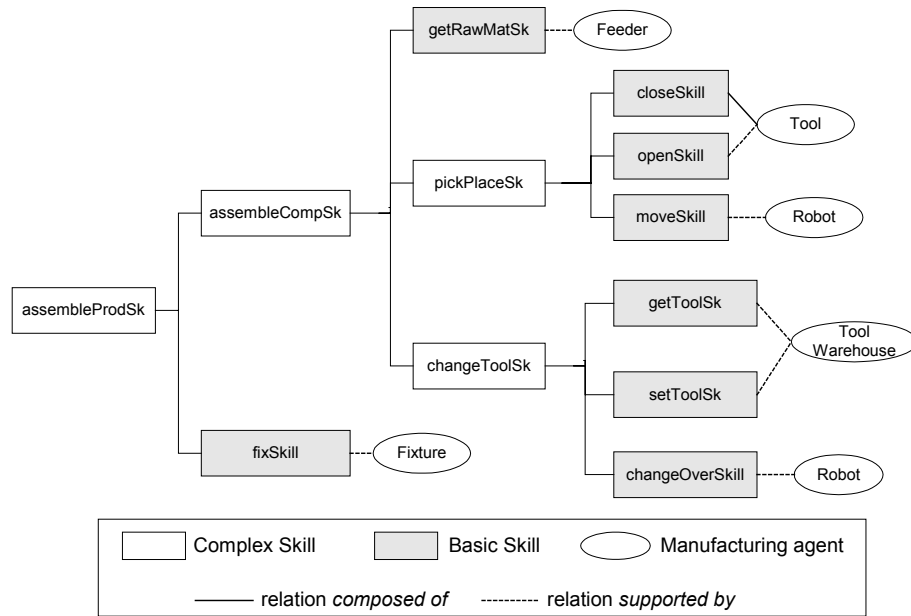 getRawMatSk
Feeder
closeSkill
Tool
openSkill
pickPlaceSk
assembleCompSk
moveSkill
Robot
assembleProdSk
getToolSk
Tool
Warehouse
changeToolSk
setToolSk
fixSkill
Fixture
changeOverSkill
Robot
Complex Skill
Basic Skill
Manufacturing agent
relation composed of
relation supported by